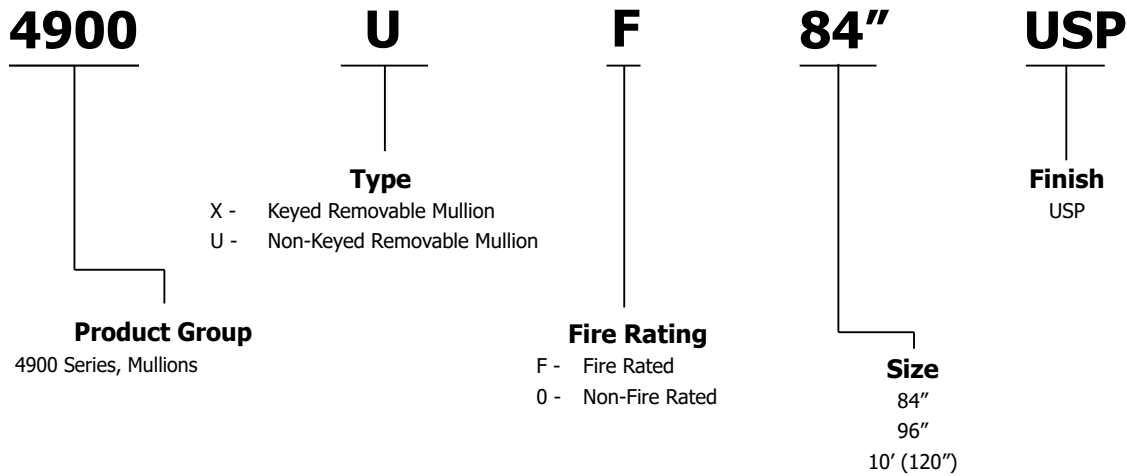 4900 U F 84” USP
Type
X - Keyed Removable Mullion
U - Non-Keyed Removable Mullion
Finish
USP
Product Group
4900 Series, Mullions
Fire Rating
F - Fire Rated
0 - Non-Fire Rated
Size
84”
96”
10’ (120”)